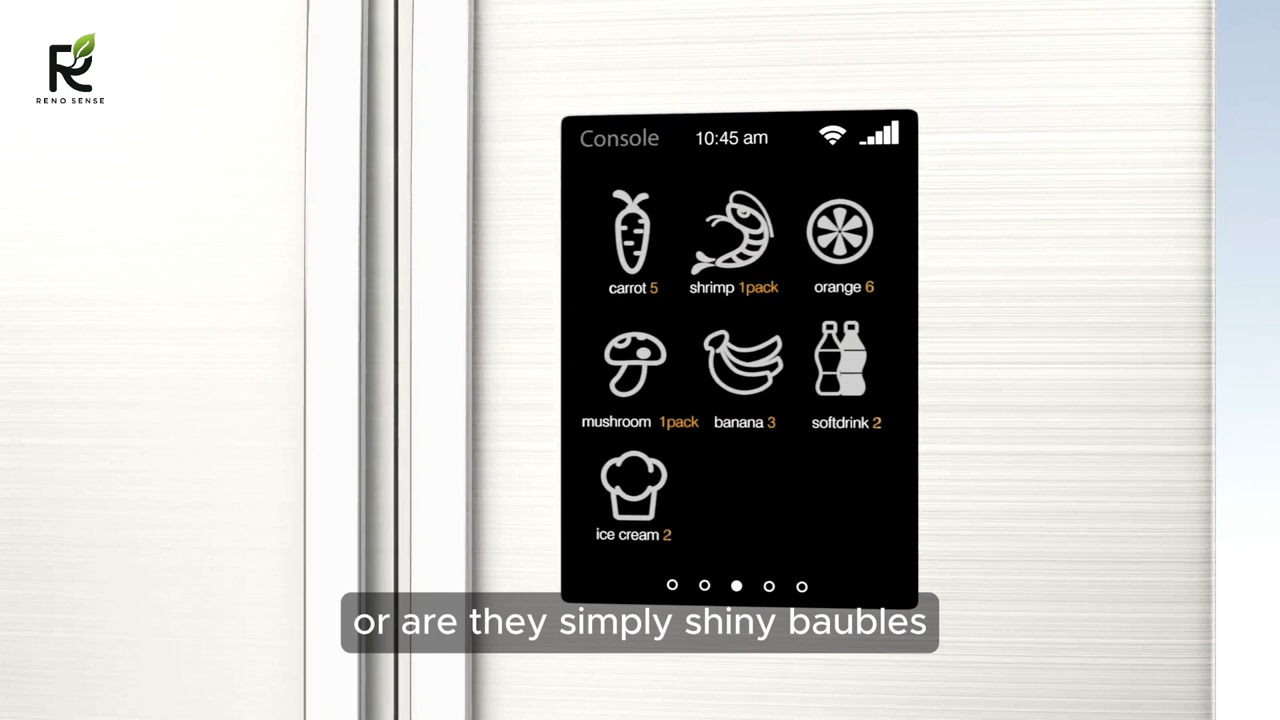 RENO SENSE
Console 10:45 am
carrot 5 shrimp 1pack orange 6
mushroom 1pack banana 3 softdrink 2
ice cream 2
or are they simply shiny baubles